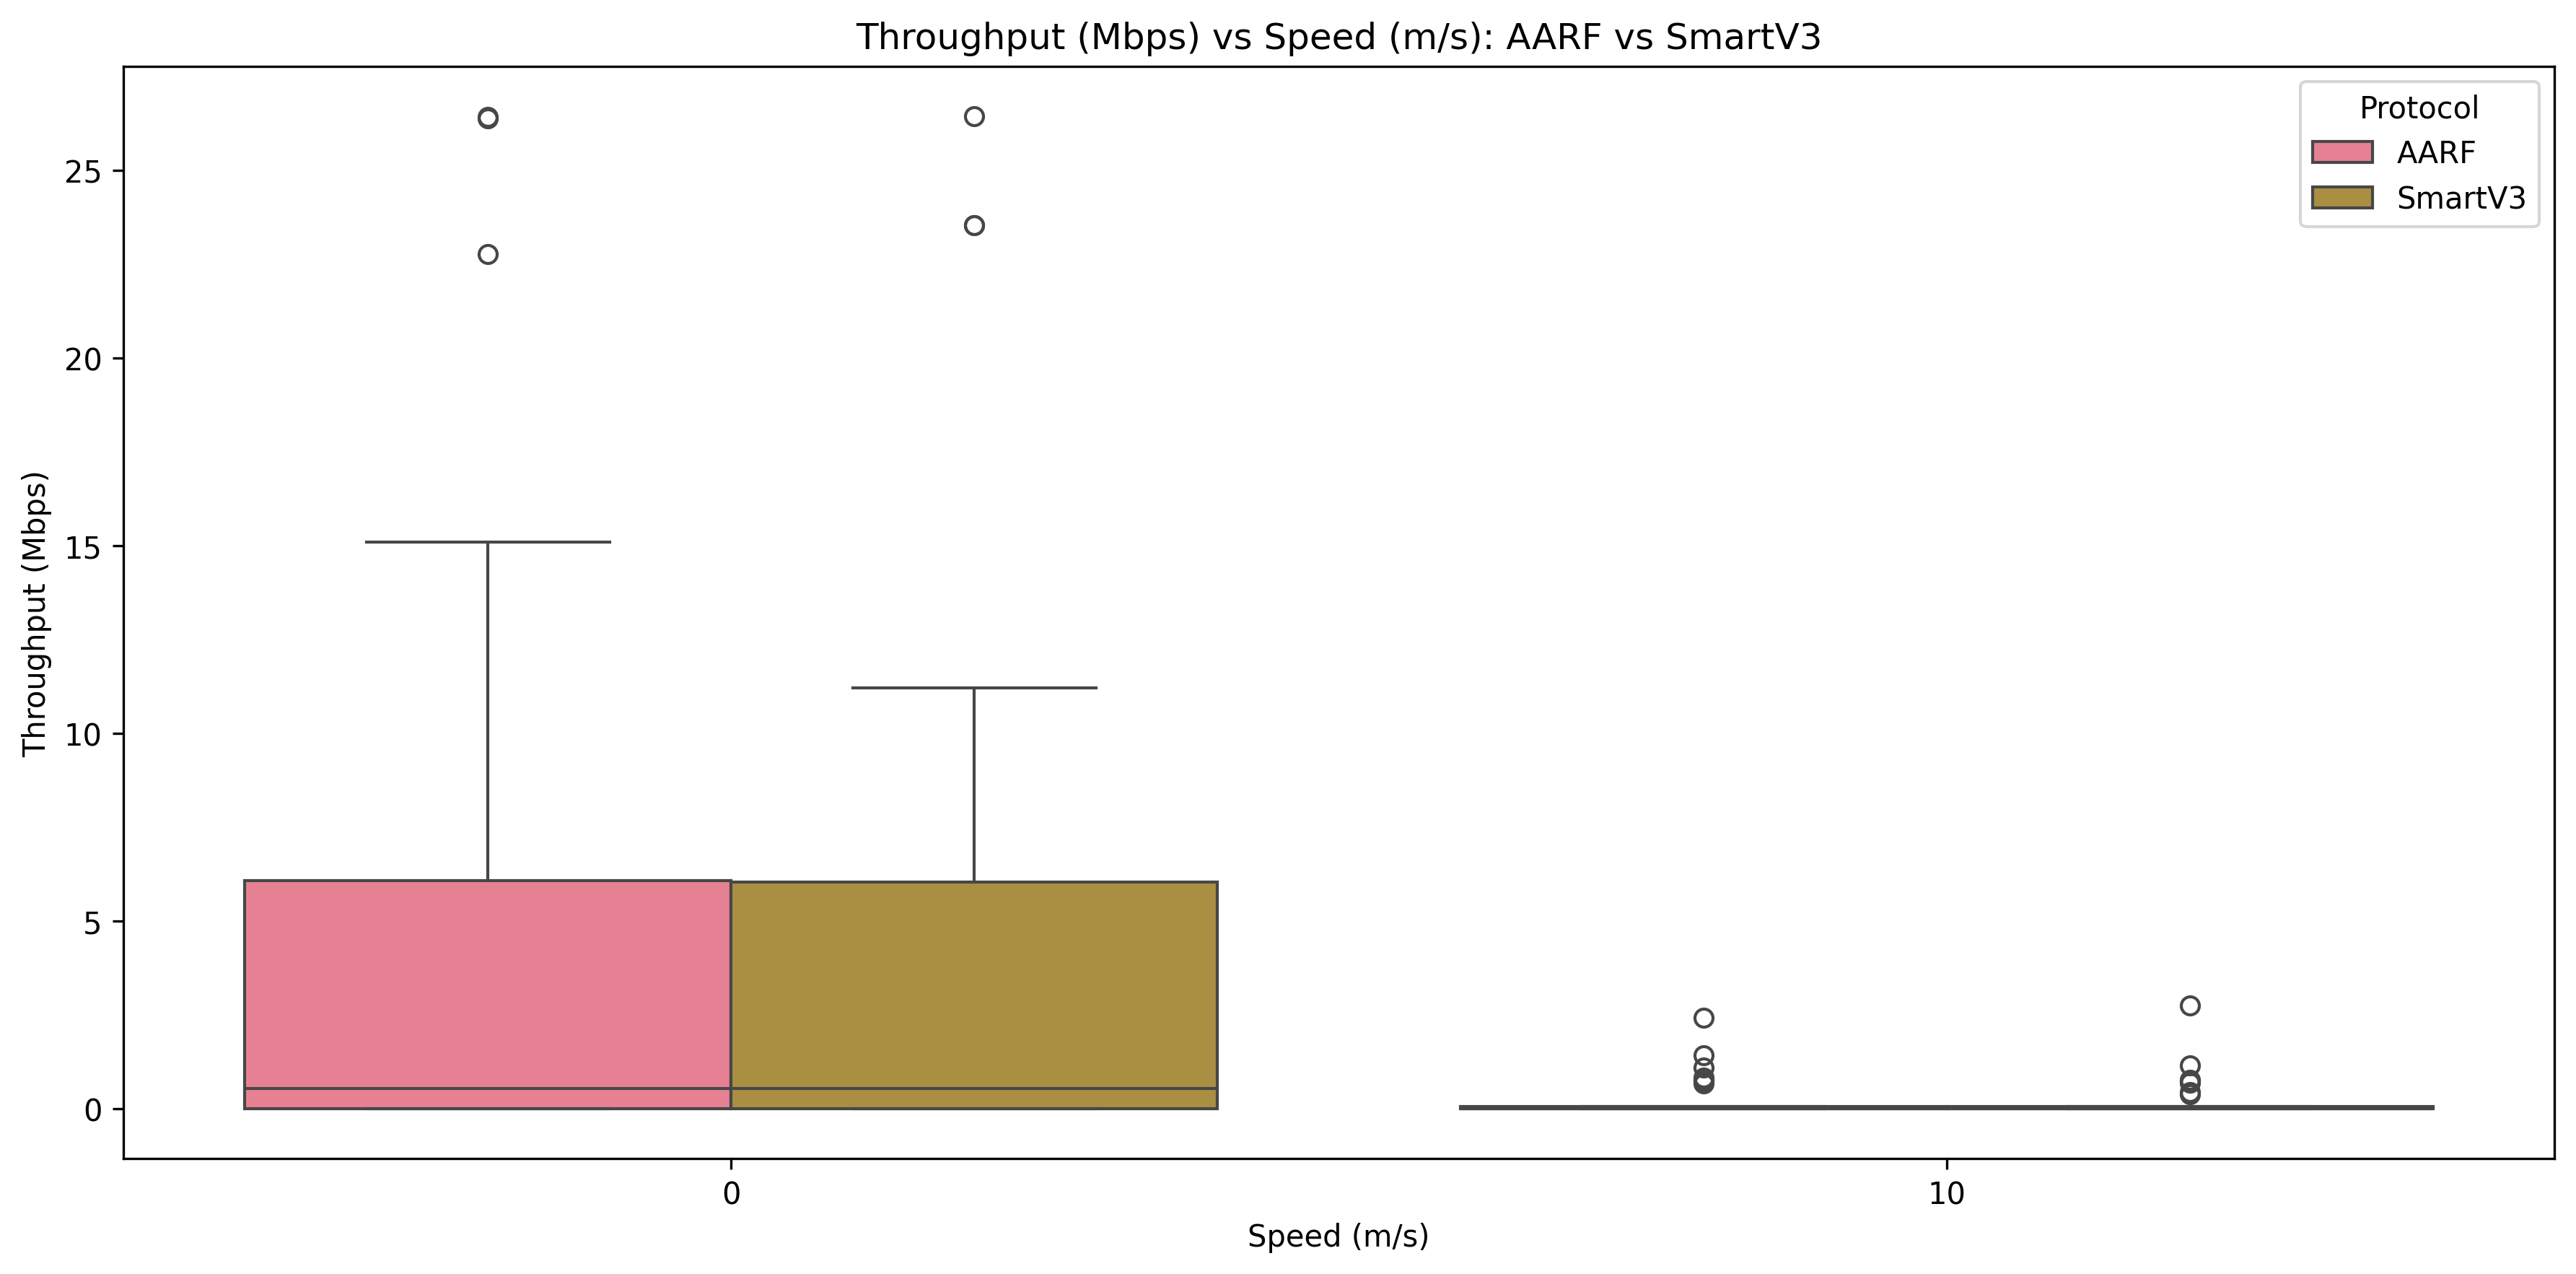 Throughput (Mbps) vs Speed (m/s): AARF vs SmartV3
Protocol
AARF
SmartV3
25
20
15
10
5
0
Throughput (Mbps)
0
10
Speed (m/s)